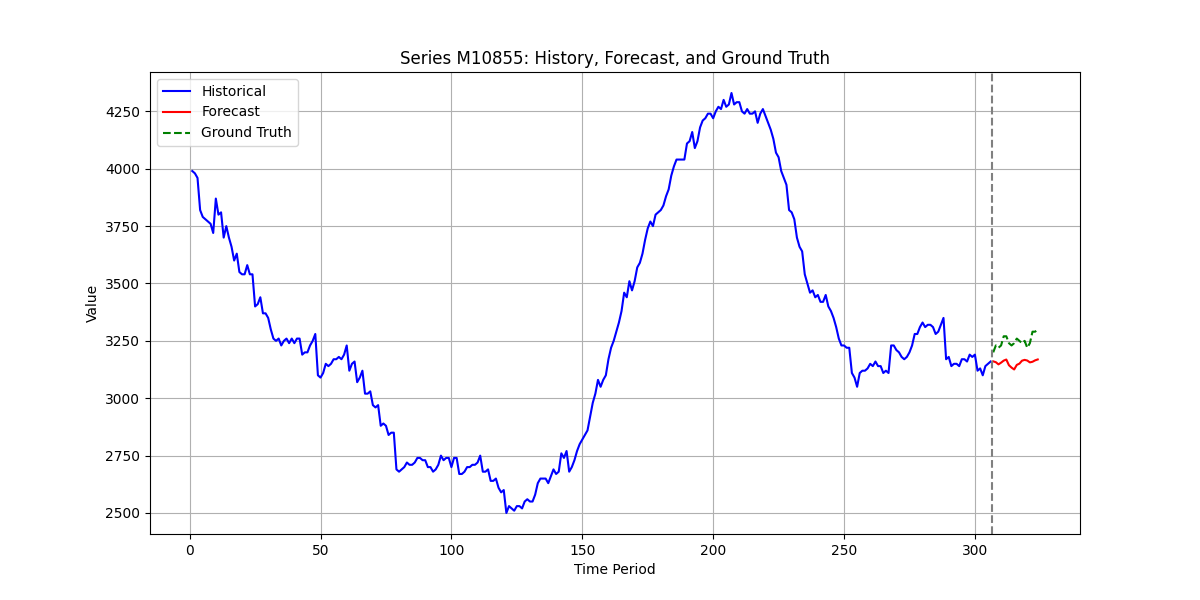 Series M10855: History, Forecast, and Ground Truth
Historical
Forecast
Ground Truth
4250
4000
3750
3500
3250
3000
2750
2500
Value
0 50 100 150 200 250 300
Time Period